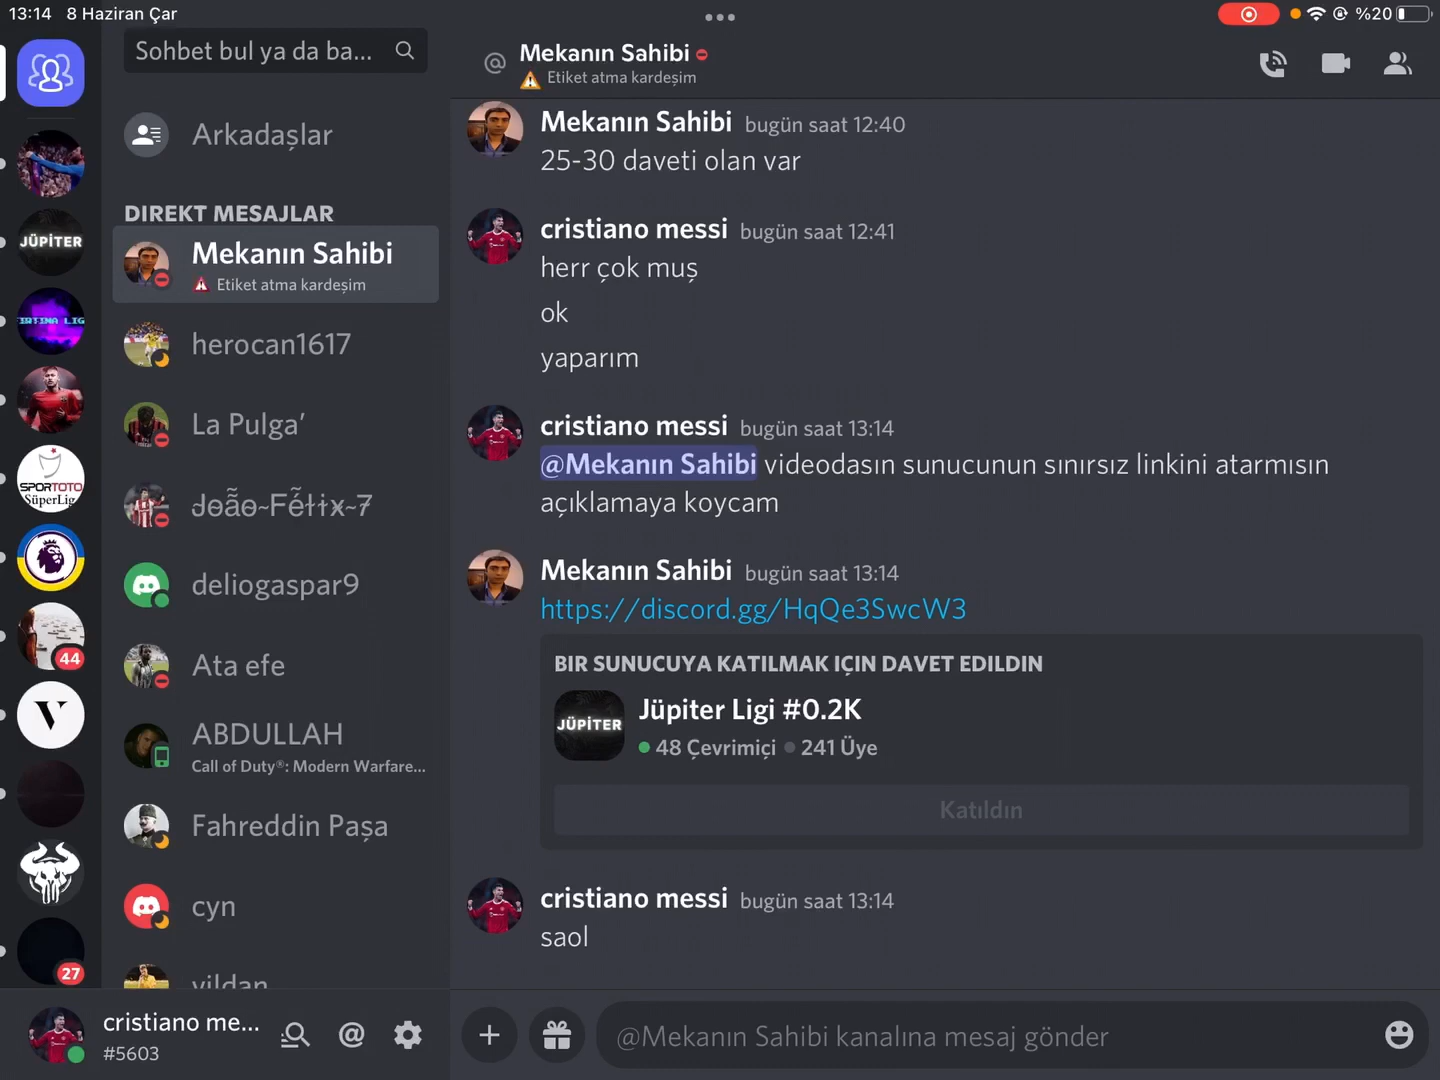 13:14 8 Haziran Çar
%20
Sohbet bul ya da ba...
Arkadaşlar
DIREKT MESAJLAR
Mekanın Sahibi
Etiket atma kardeşim
herocan1617
La Pulga’
deliogaspar9
Ata efe
ABDULLAH
Call of Duty®: Modern Warfare...
Fahreddin Paşa
cyn
vildan
cristiano me...
#5603
JÜPİTER
SPORTOTO
SüperLig
44
V
27
@ Mekanın Sahibi
Etiket atma kardeşim
Mekanın Sahibi bugün saat 12:40
25-30 daveti olan var
cristiano messi bugün saat 12:41
herr çok muş
ok
yaparım
cristiano messi bugün saat 13:14
@Mekanın Sahibi videodasın sunucunun sınırsız linkini atarmısın
açıklamaya koycam
Mekanın Sahibi bugün saat 13:14
https://discord.gg/HqQe3SwcW3
BIR SUNUCUYA KATILMAK IÇIN DAVET EDILDIN
JÜPİTER
Jüpiter Ligi #0.2K
48 Çevrimiçi 241 Üye
Katıldın
cristiano messi bugün saat 13:14
saol
@Mekanın Sahibi kanalına mesaj gönder